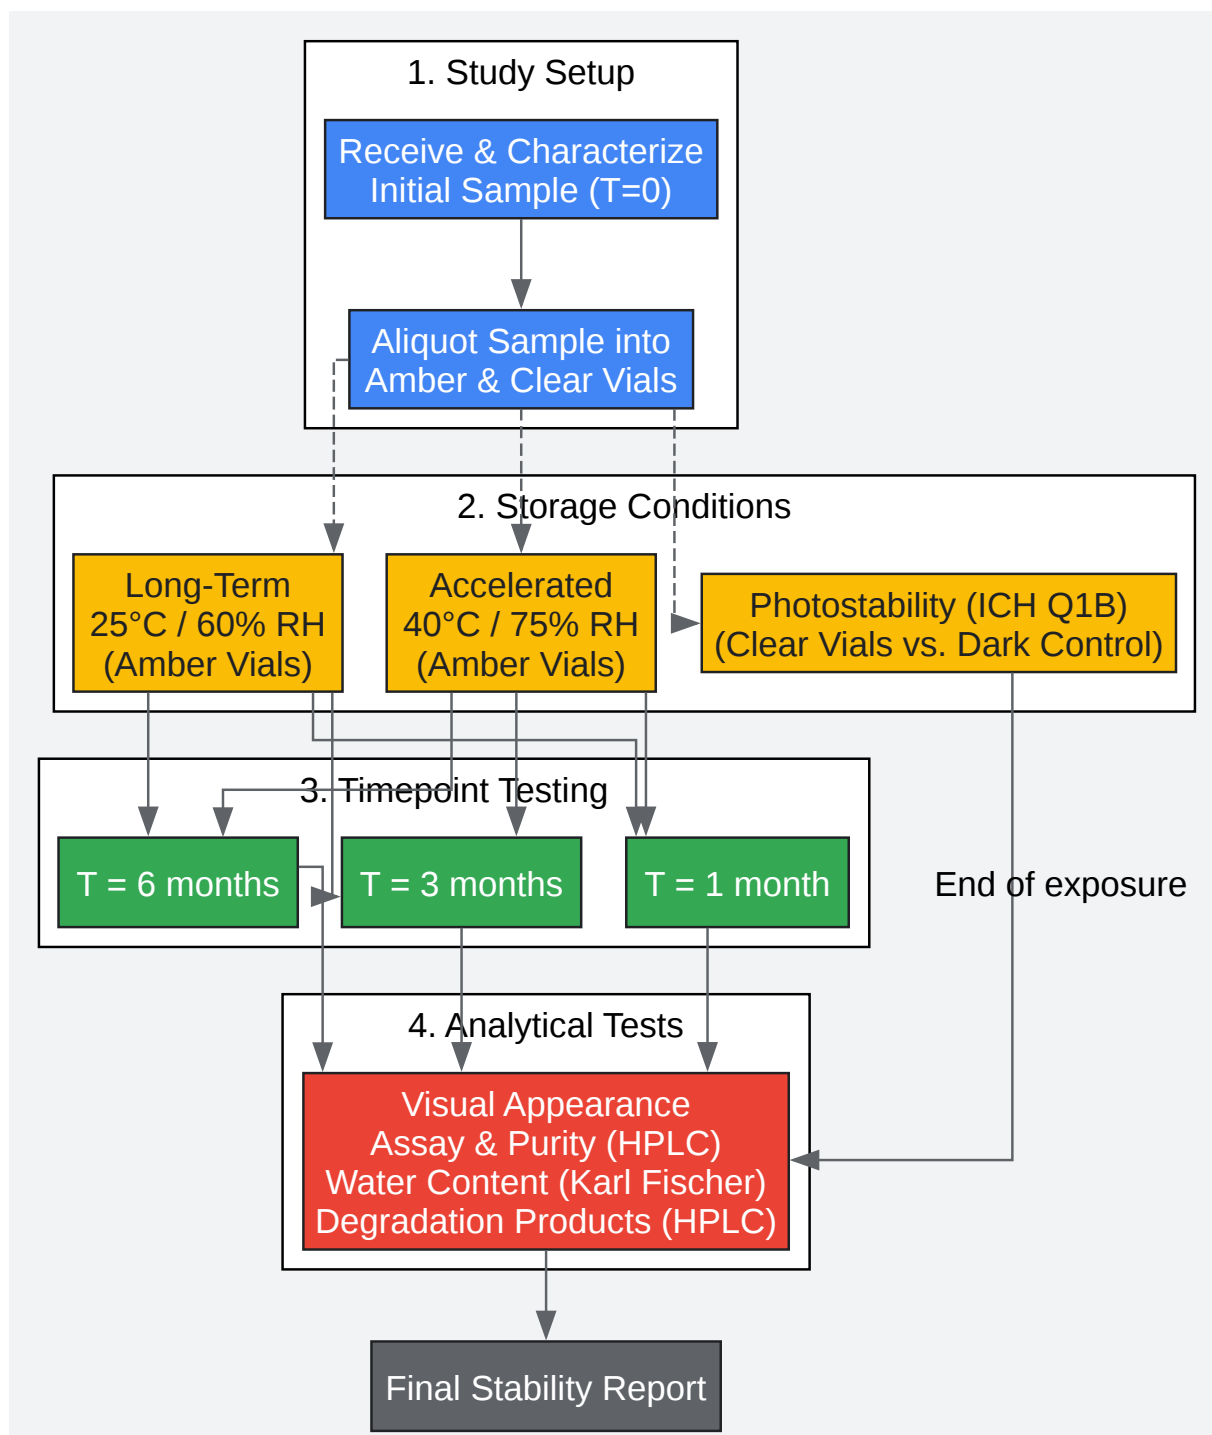 1. Study Setup
Receive & Characterize
Initial Sample (T=0)
Aliquot Sample into
Amber & Clear Vials
2. Storage Conditions
Long-Term
25°C / 60% RH
(Amber Vials)
Accelerated
40°C / 75% RH
(Amber Vials)
Photostability (ICH Q1B)
(Clear Vials vs. Dark Control)
3. Timepoint Testing
T = 6 months
T = 3 months
T = 1 month
End of exposure
4. Analytical Tests
Visual Appearance
Assay & Purity (HPLC)
Water Content (Karl Fischer)
Degradation Products (HPLC)
Final Stability Report